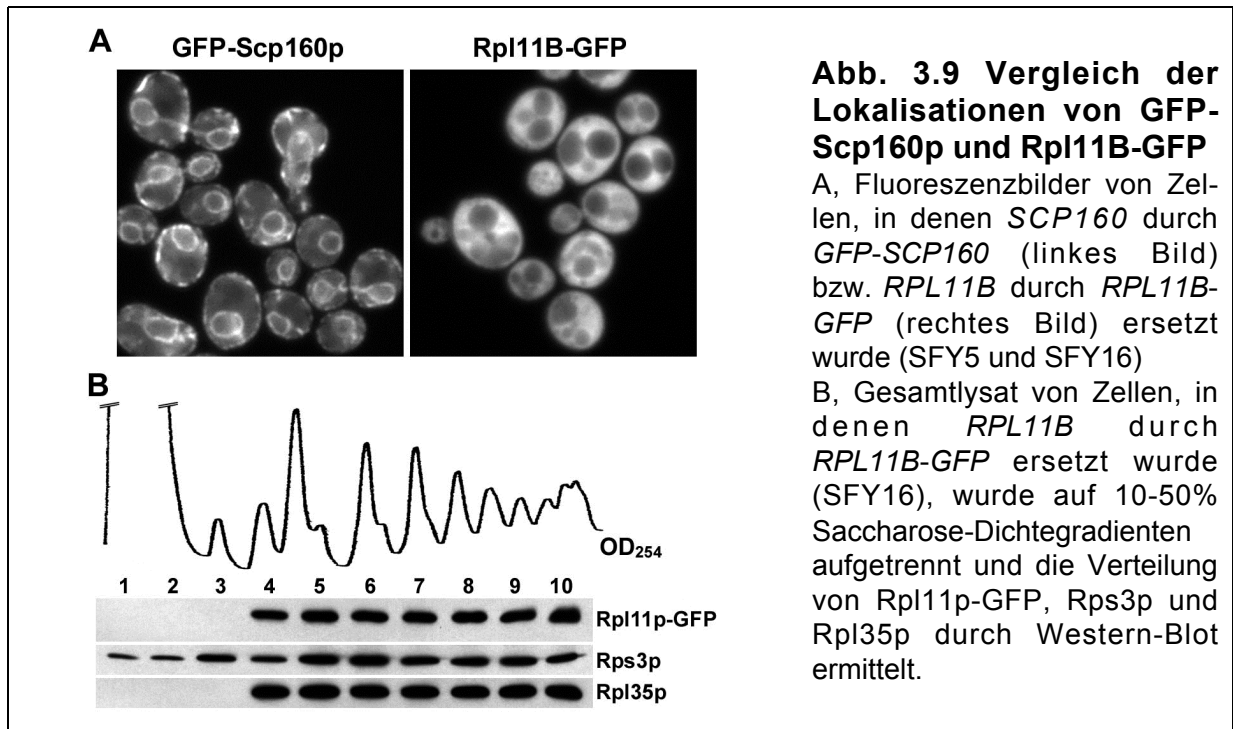 A
GFP-Scp160p Rpl11B-GFP
B
OD254
1 2 3 4 5 6 7 8 9 10
Rpl11p-GFP
Rps3p
Rpl35p
Abb. 3.9 Vergleich der
Lokalisationen von GFP-
Scp160p und Rpl11B-GFP
A, Fluoreszenzbilder von Zel-
len, in denen SCP160 durch
GFP-SCP160 (linkes Bild)
bzw. RPL11B durch RPL11B-
GFP (rechtes Bild) ersetzt
wurde (SFY5 und SFY16)
B, Gesamtlysat von Zellen, in
denen RPL11B durch
RPL11B-GFP ersetzt wurde
(SFY16), wurde auf 10-50%
Saccharose-Dichtegradienten
aufgetrennt und die Verteilung
von Rpl11p-GFP, Rps3p und
Rpl35p durch Western-Blot
ermittelt.